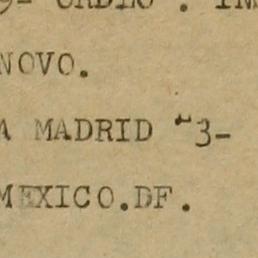 NOVO.
A MADRID "3-
MEXICO.DF.